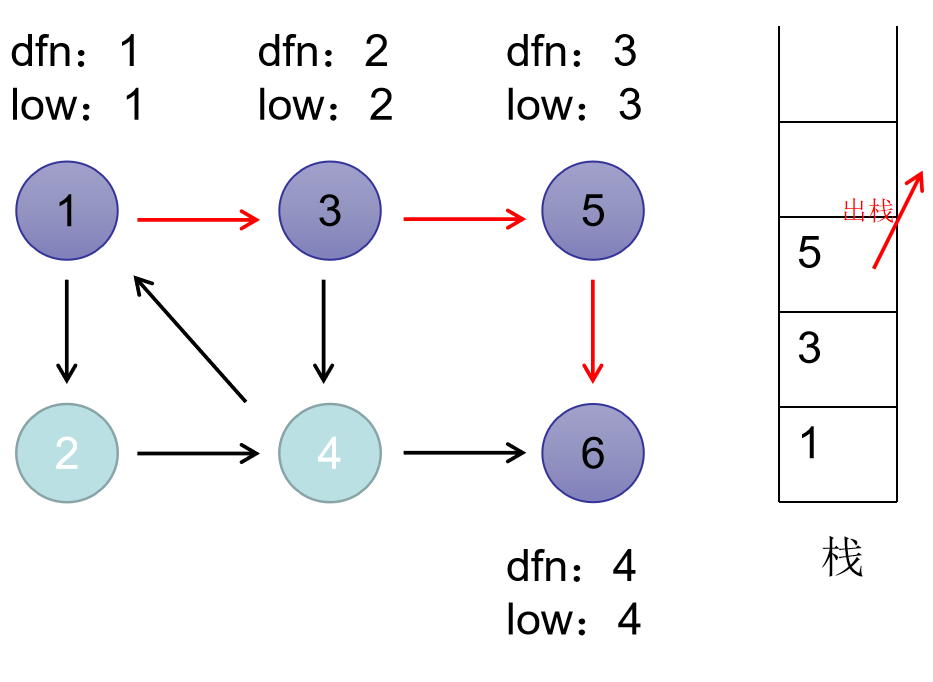 dfn：1
low：1
dfn：2
low：2
dfn：3
low：3
1
3
5
2
4
6
dfn：4
low：4
出栈
5
3
1
栈